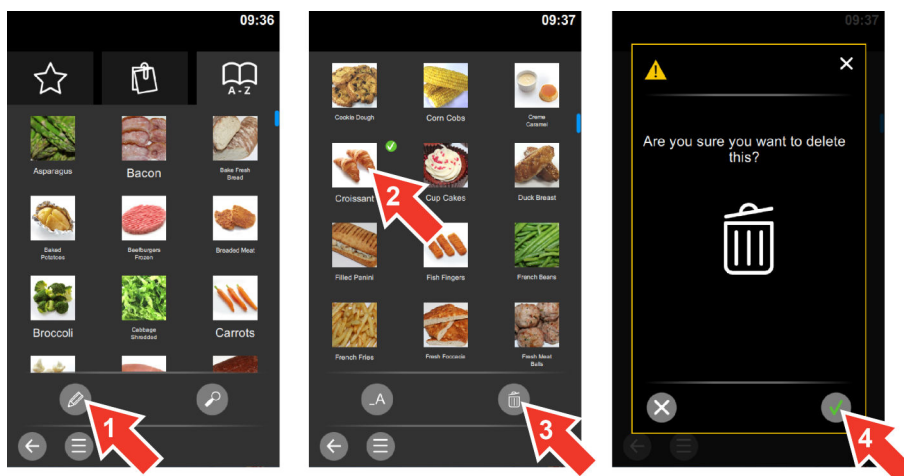 09:36
A - Z
Asparagus
Bacon
Bake Fresh
Bread
Baked
Potatoes
Beefburgers
Frozen
Breaded Meat
Broccoli
Cabbage
Shredded
Carrots
1
09:37
Cookie Dough
Corn Cobs
Creme
Caramel
Croissant
Cup Cakes
Duck Breast
2
Filled Panini
Fish Fingers
French Beans
French Fries
Fresh Foccacia
Fresh Meat
Balls
_A
3
09:37
Are you sure you want to delete
this?
4